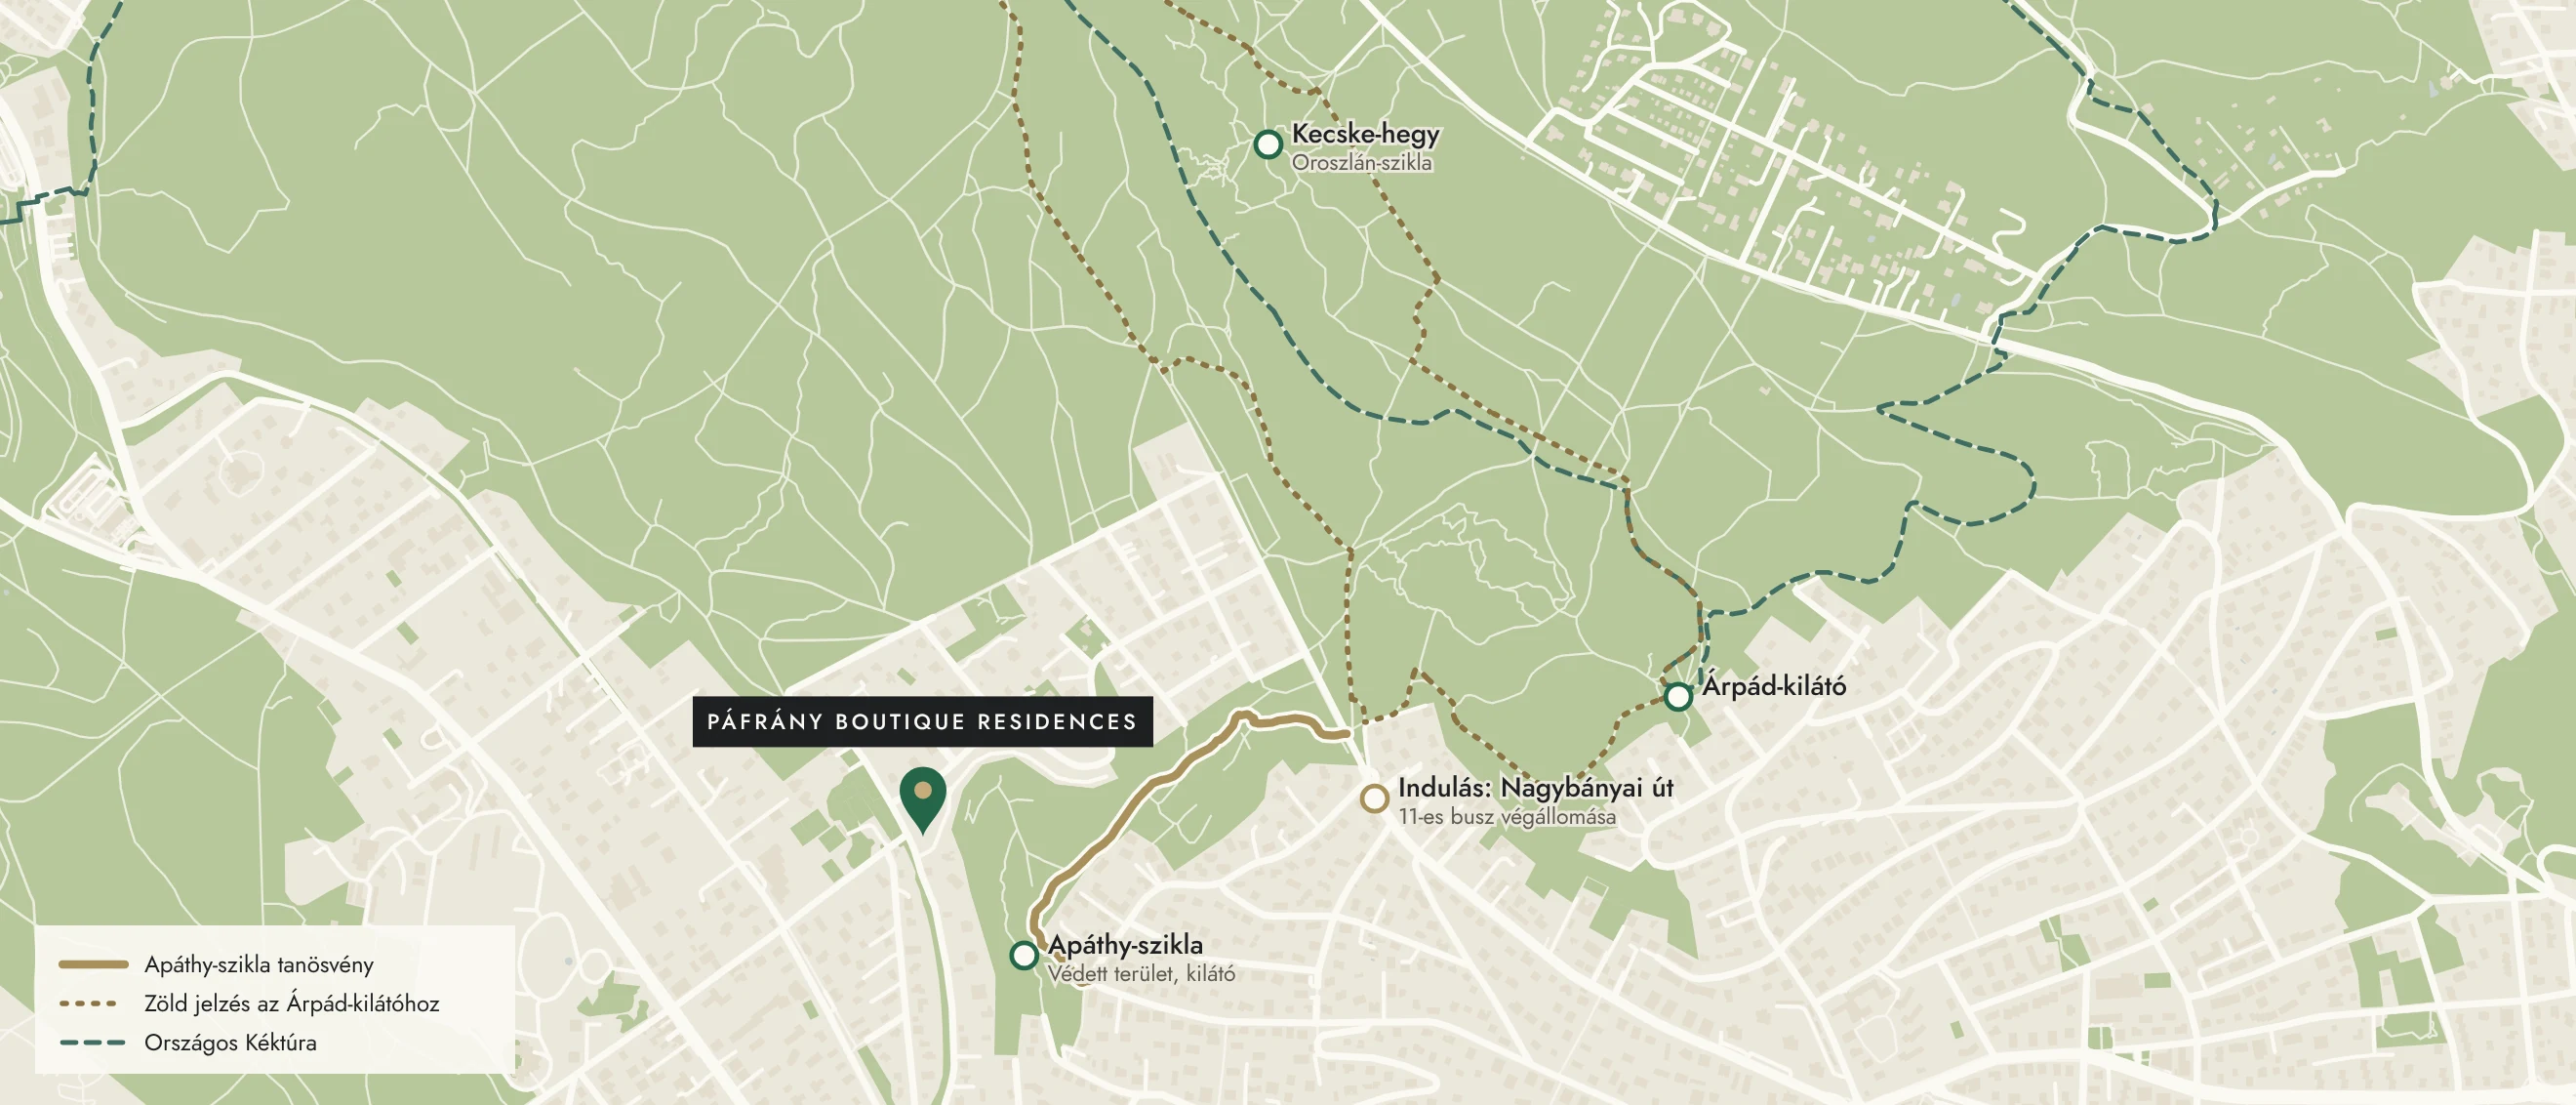 Kecske-hegy
Oroszlán-szikla
Árpád-kilátó
PÁFRÁNY BOUTIQUE RESIDENCES
Indulás: Nagybányai út
11-es busz végállomása
Apáthy-szikla
Védett terület, kilátó
Apáthy-szikla tanösvény
Zöld jelzés az Árpád-kilátóhoz
Országos Kéktúra